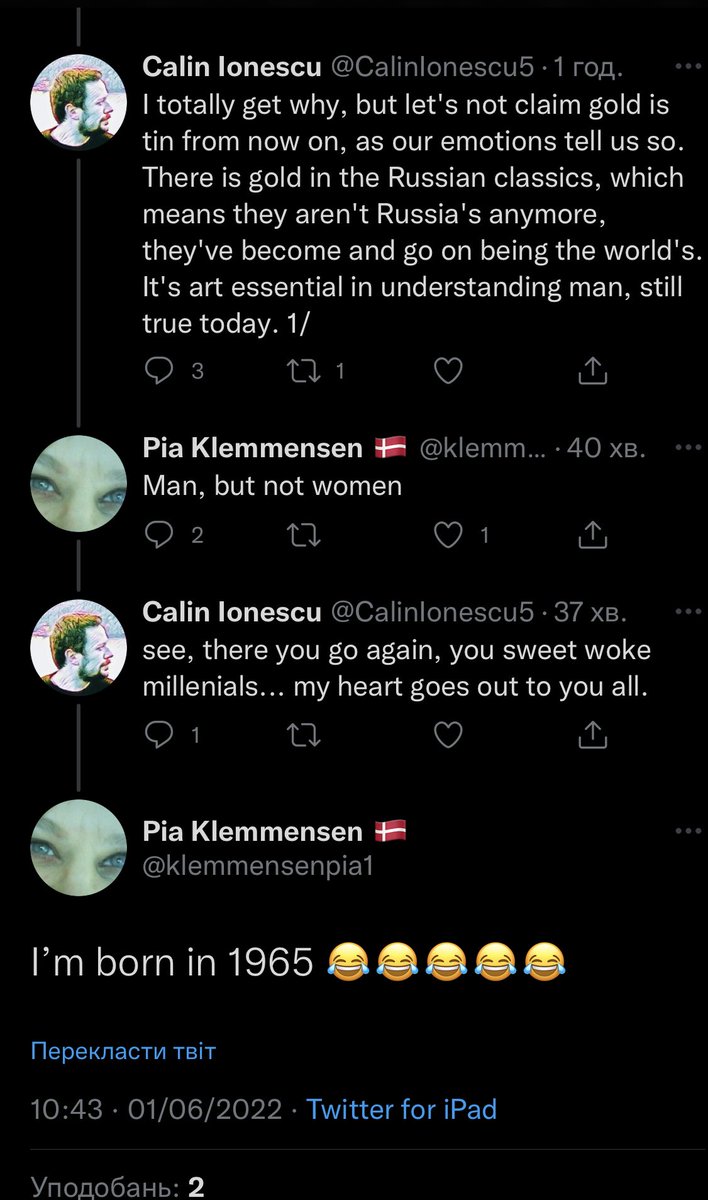 Calin Ionescu @CalinIonescu5 · 1 год.
I totally get why, but let's not claim gold is
tin from now on, as our emotions tell us so.
There is gold in the Russian classics, which
means they aren't Russia's anymore,
they've become and go on being the world's.
It's art essential in understanding man, still
true today. 1/
3 1
Pia Klemmensen 🇩🇰 @klemm... · 40 хв.
Man, but not women
2 1
Calin Ionescu @CalinIonescu5 · 37 хв.
see, there you go again, you sweet woke
millenials... my heart goes out to you all.
1
Pia Klemmensen 🇩🇰
@klemmensenpia1
I’m born in 1965 😂😂😂😂😂
Перекласти твіт
10:43 · 01/06/2022 · Twitter for iPad
Уподобань: 2